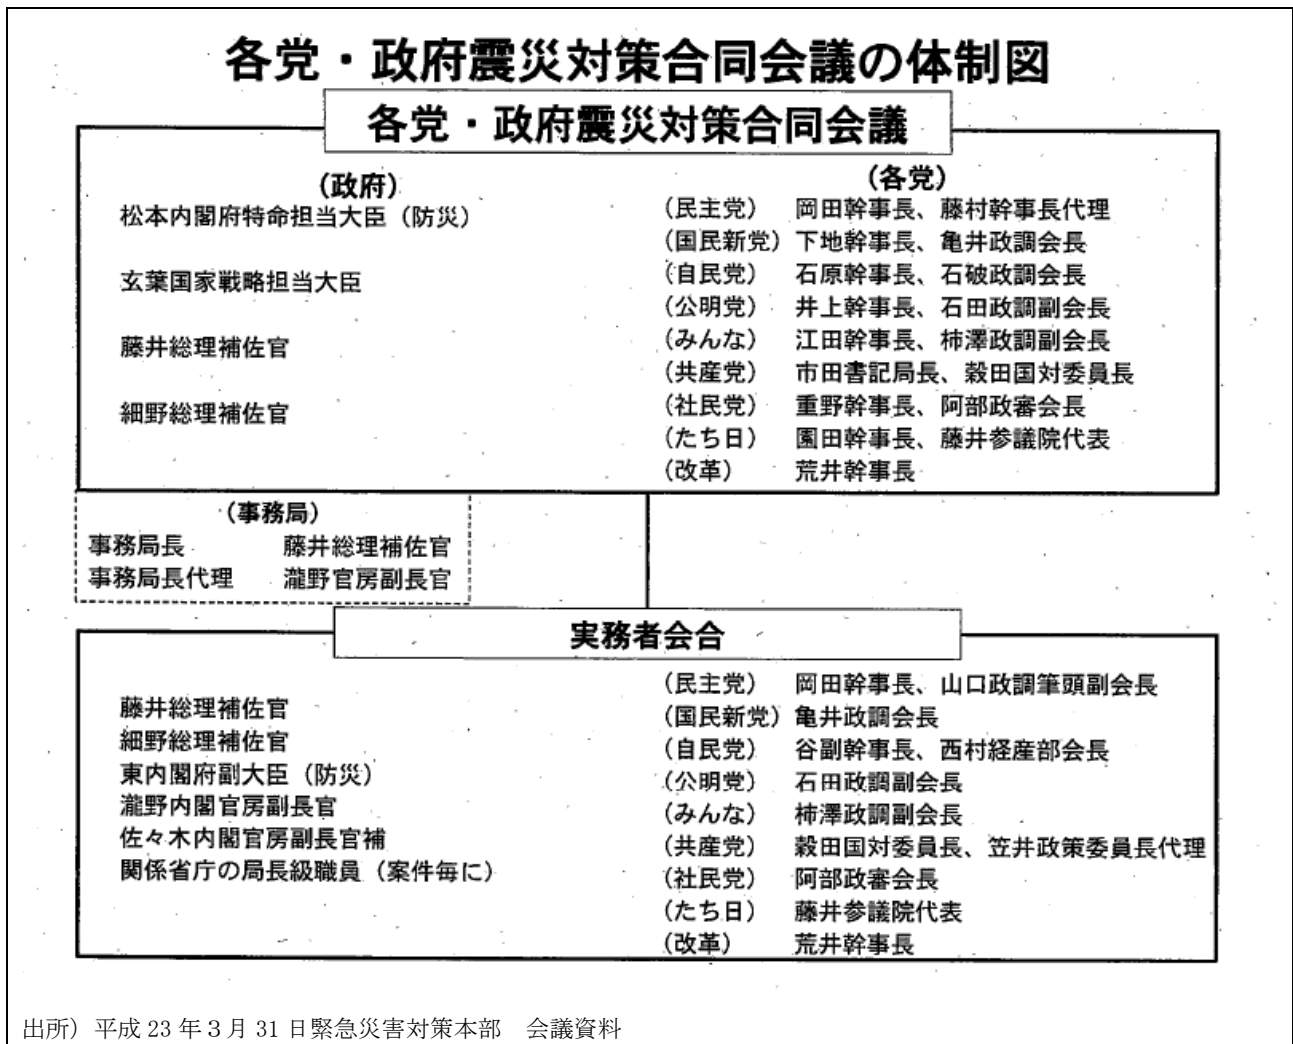 各党・政府震災対策合同会議の体制図
各党・政府震災対策合同会議
(政府)
松本内閣府特命担当大臣(防災)
玄葉国家戦略担当大臣
藤井総理補佐官
細野総理補佐官
(各党)
(民主党) 岡田幹事長、藤村幹事長代理
(国民新党) 下地幹事長、亀井政調会長
(自民党) 石原幹事長、石破政調会長
(公明党) 井上幹事長、石田政調副会長
(みんな) 江田幹事長、柿澤政調副会長
(共産党) 市田書記局長、穀田国対委員長
(社民党) 重野幹事長、阿部政審会長
(たち日) 園田幹事長、藤井参議院代表
(改革) 荒井幹事長
(事務局)
事務局長 藤井総理補佐官
事務局長代理 瀧野官房副長官
実務者会合
藤井総理補佐官
細野総理補佐官
東内閣府副大臣(防災)
瀧野内閣官房副長官
佐々木内閣官房副長官補
関係省庁の局長級職員(案件毎に)
(民主党) 岡田幹事長、山口政調筆頭副会長
(国民新党) 亀井政調会長
(自民党) 谷副幹事長、西村経産部会長
(公明党) 石田政調副会長
(みんな) 柿澤政調副会長
(共産党) 穀田国対委員長、笠井政策委員長代理
(社民党) 阿部政審会長
(たち日) 藤井参議院代表
(改革) 荒井幹事長
出所)平成 23 年3月 31 日緊急災害対策本部 会議資料